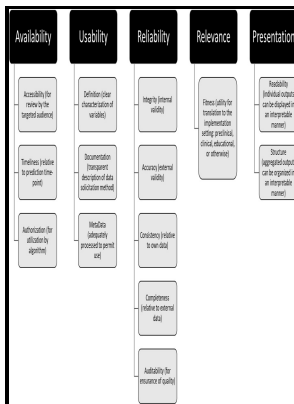 Availability
Accessibility (for
review by the
targeted audience)
Timeliness (relative
to prediction time-
point)
Authorization (for
utilization by
algorithm)
Usability
Definition (clear
characterization of
variables)
Documentation
(transparent
description of data
solicitation method)
MetaData
(adequately
processed to permit
use)
Reliability
Integrity (internal
validity)
Accuracy (external
validity)
Consistency (relative
to own data)
Completeness
(relative to external
data)
Auditability (for
ensurance of quality)
Relevance
Fitness (utility for
translation to the
implementation
setting: preclinical,
clinical, educational,
or otherwise)
Presentation
Readability
(individual outputs
can be displayed in
an interpretable
manner)
Structure
(aggregated output
can be organized in
an interpretable
manner)